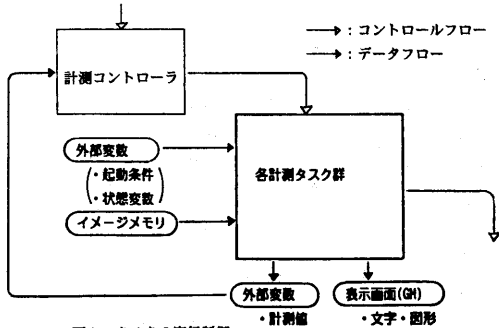 ：コントロールフロー
：データフロー
計測コントローラ
外部変数
・起動条件
・状態変数
イメージメモリ
各計測タスク群
外部変数
・計測値
表示画面(GM)
・文字・図形